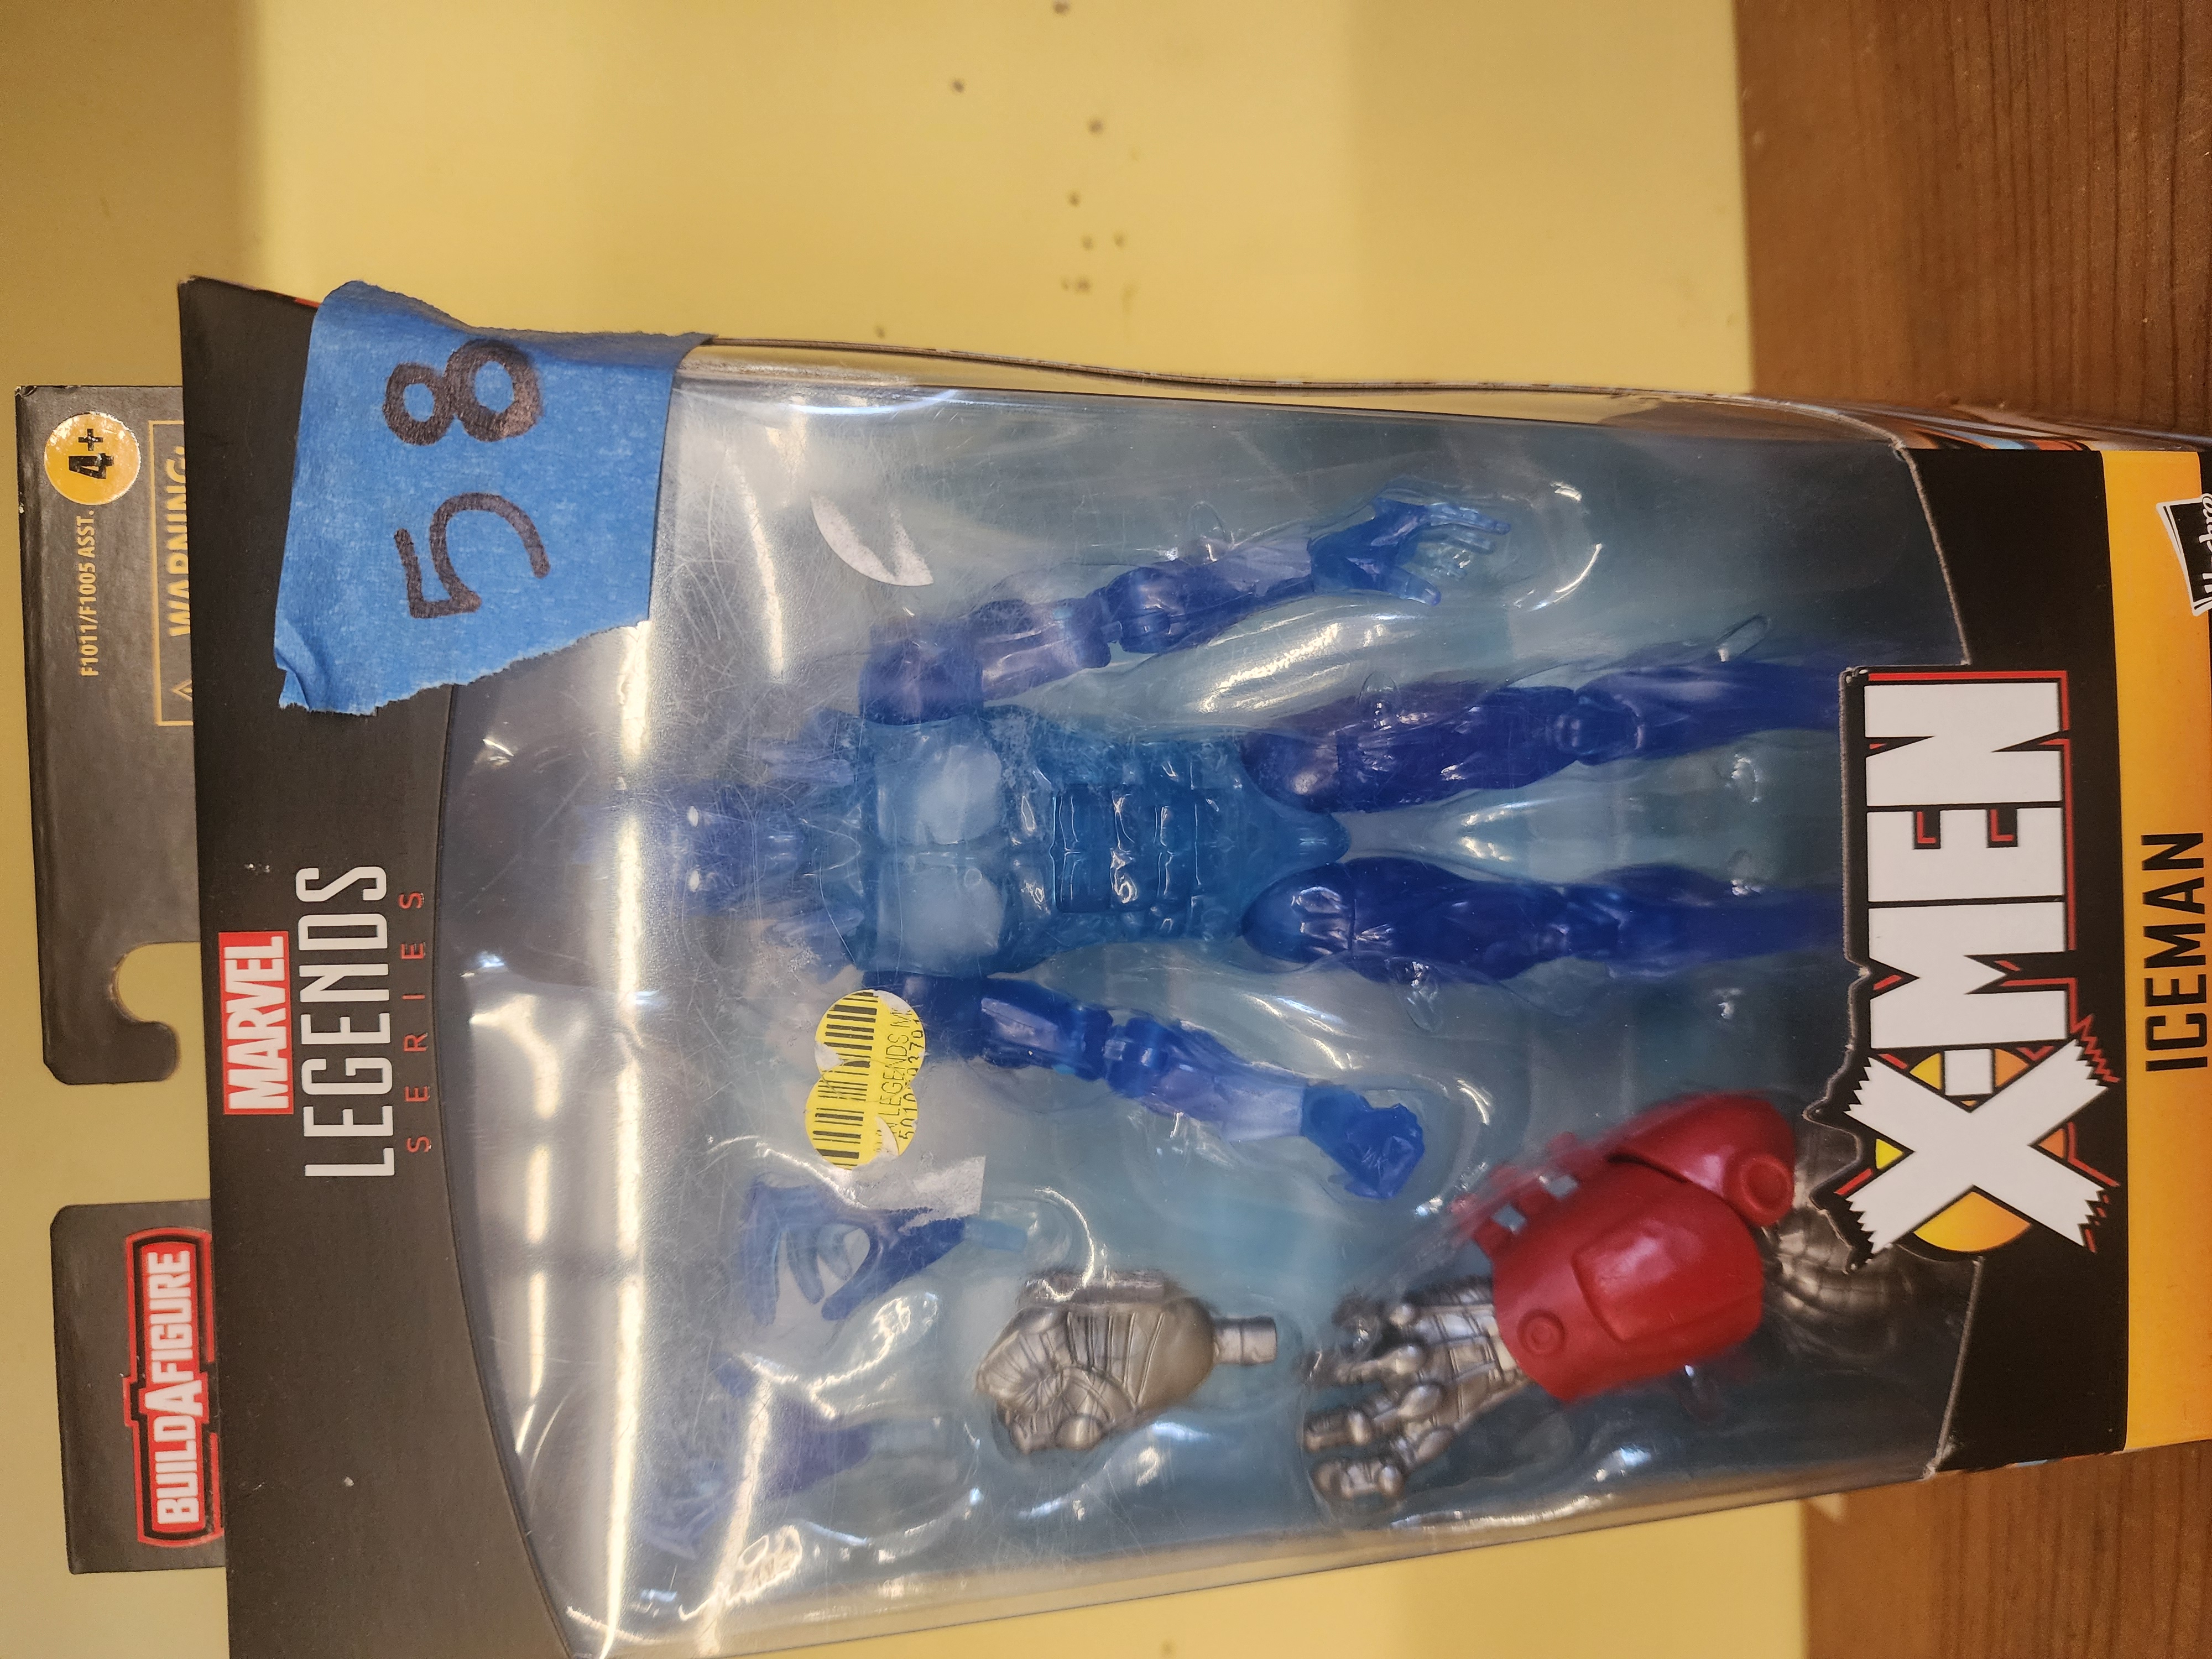 4+
F1011/F1005 ASST.
WARNING:
BUILDAFIGURE
58
MARVEL
LEGENDS
SERIES
LEGENDS
X-MEN
ICEMAN